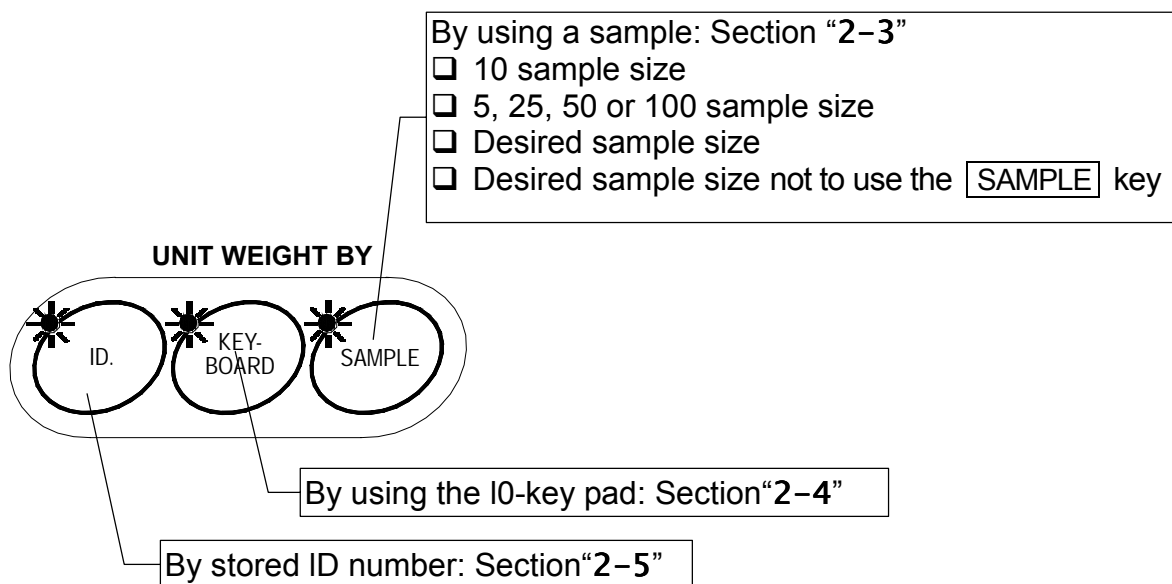 By using a sample: Section “2-3”
❑ 10 sample size
❑ 5, 25, 50 or 100 sample size
❑ Desired sample size
❑ Desired sample size not to use the SAMPLE key
UNIT WEIGHT BY
ID.
KEY-
BOARD
SAMPLE
By using the l0-key pad: Section“2-4”
By stored ID number: Section“2-5”